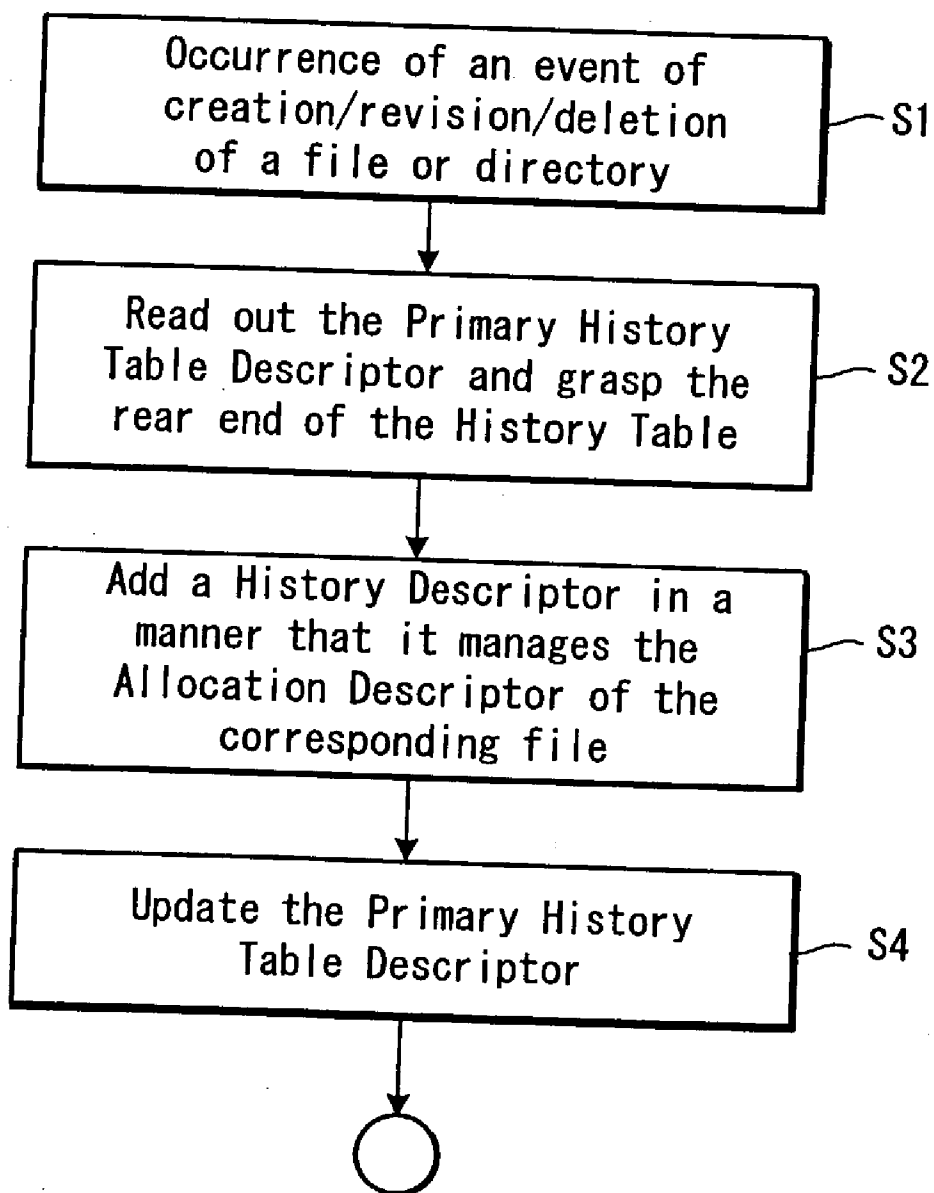 Occurrence of an event of
creation/revision/deletion
of a file or directory
S1
Read out the Primary History
Table Descriptor and grasp the
rear end of the History Table
S2
Add a History Descriptor in a
manner that it manages the
Allocation Descriptor of the
corresponding file
S3
Update the Primary History
Table Descriptor
S4